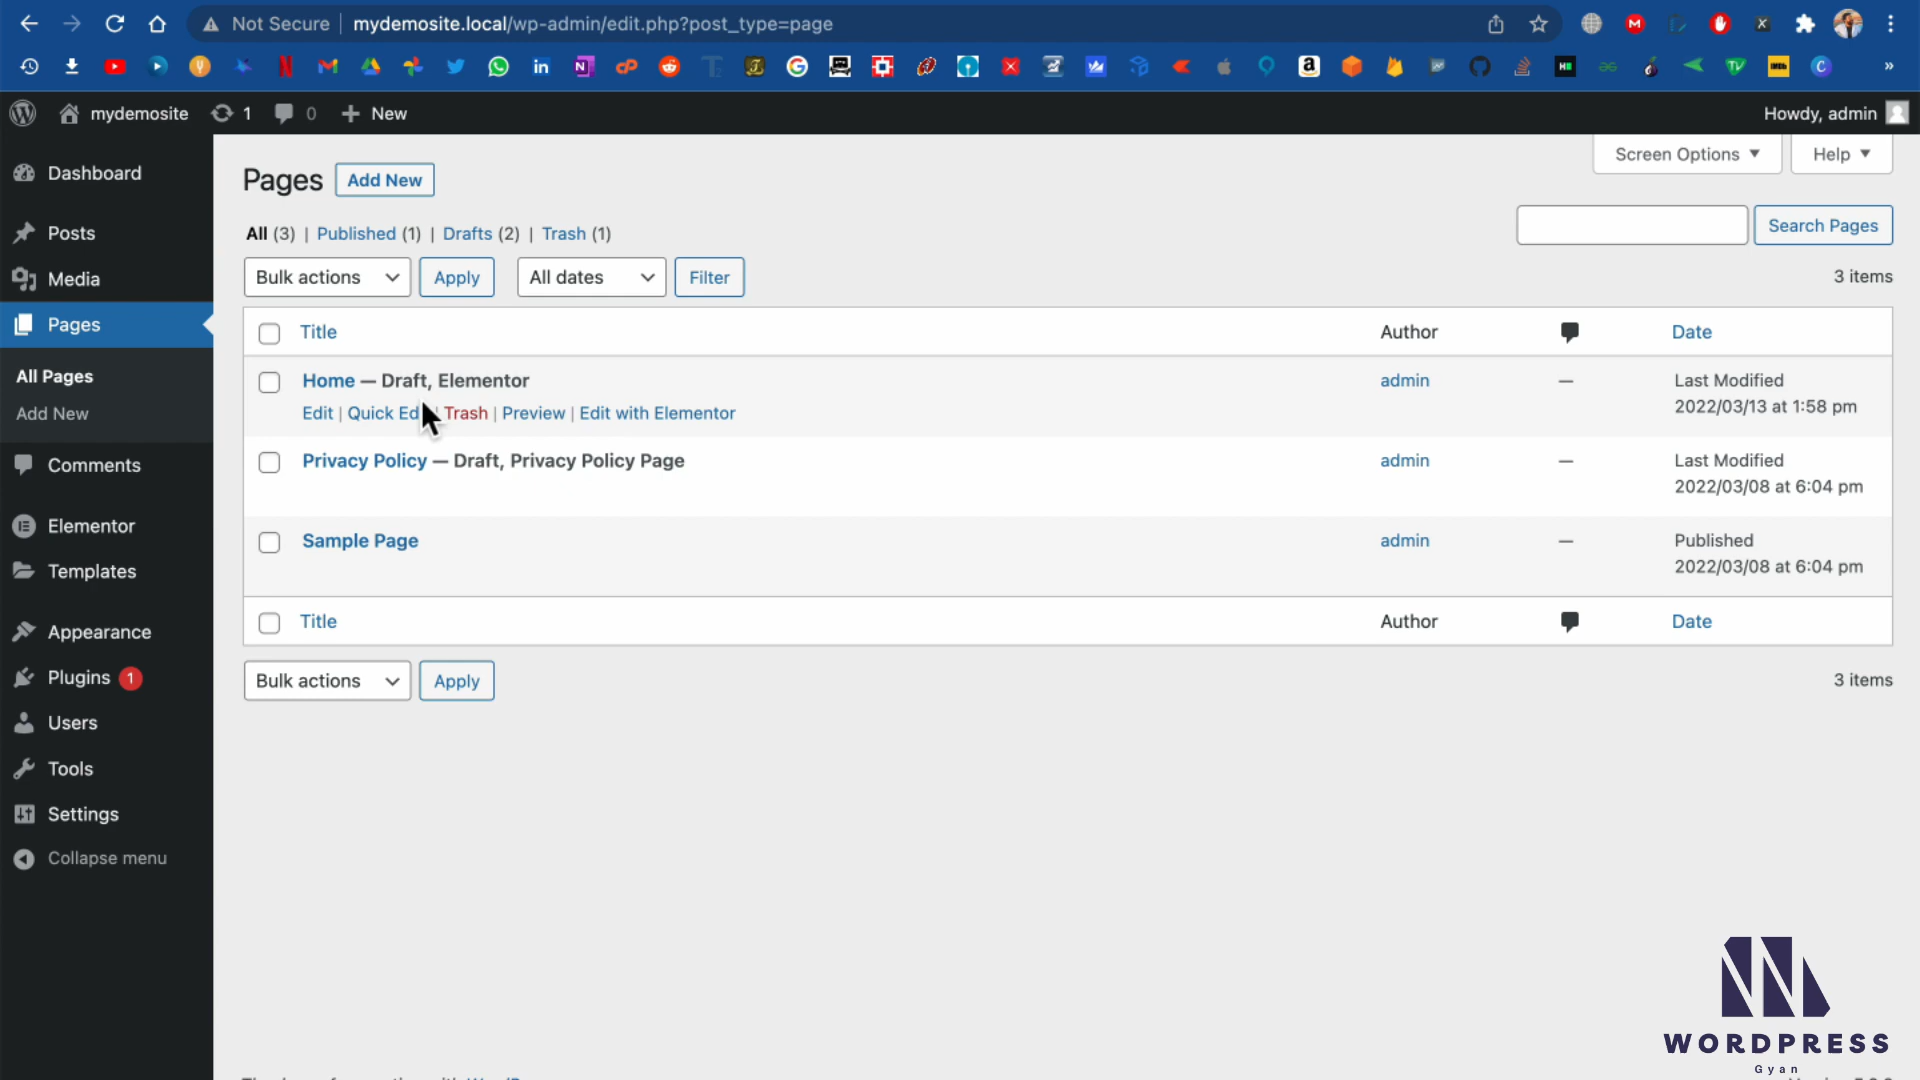 Not Secure mydemosite.local/wp-admin/edit.php?post_type=page
mydemosite 1 0 New
Howdy, admin
Dashboard
Posts
Media
Pages
All Pages
Add New
Comments
Elementor
Templates
Appearance
Plugins 1
Users
Tools
Settings
Collapse menu
Screen Options Help
Pages Add New
All (3) | Published (1) | Drafts (2) | Trash (1)
Search Pages
Bulk actions Apply All dates Filter
3 items
Title Author Date
Home — Draft, Elementor admin — Last Modified
2022/03/13 at 1:58 pm
Edit | Quick Ed | Trash | Preview | Edit with Elementor
Privacy Policy — Draft, Privacy Policy Page admin — Last Modified
2022/03/08 at 6:04 pm
Sample Page admin — Published
2022/03/08 at 6:04 pm
Title Author Date
Bulk actions Apply
3 items
WORDPRESS
Gyan